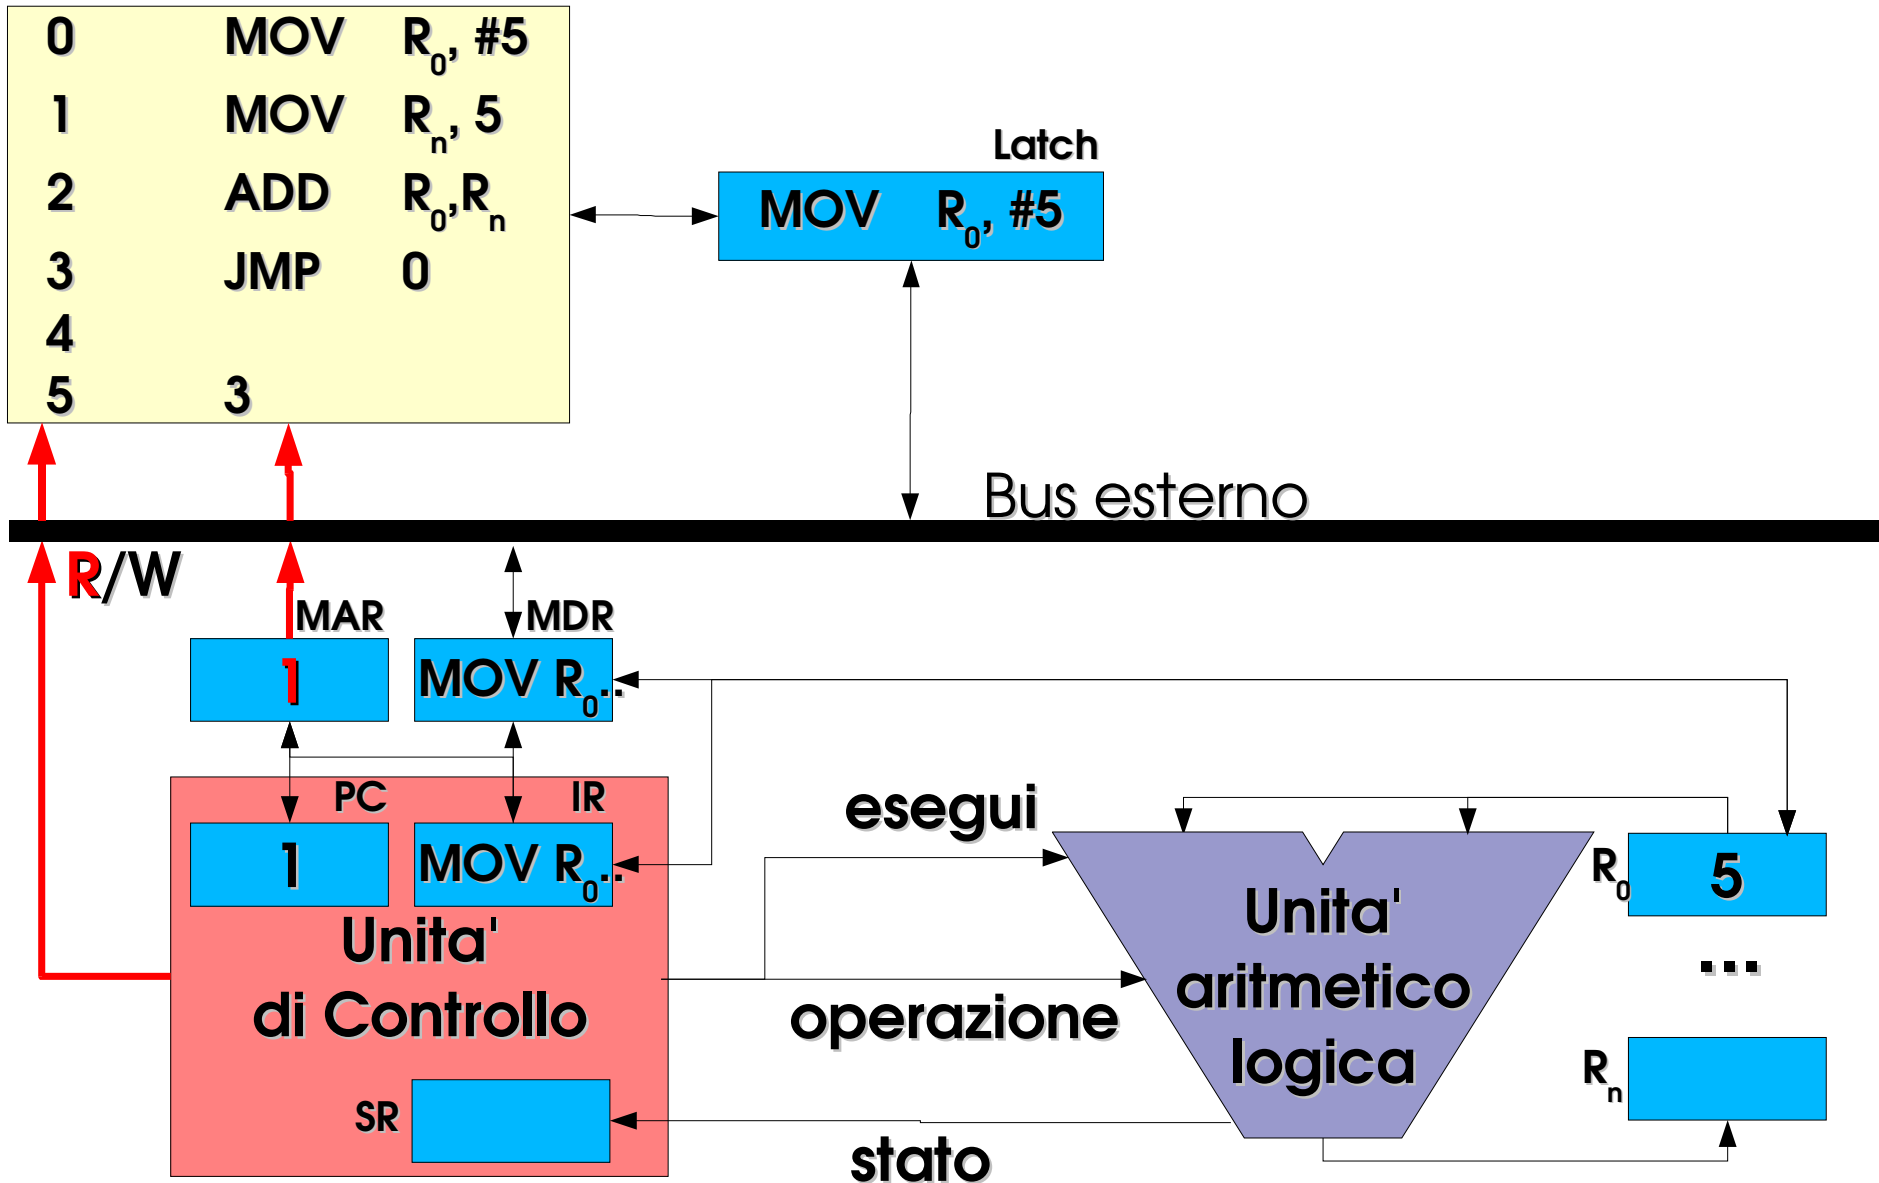 0 MOV R0, #5
1 MOV Rn, 5
2 ADD R0,Rn
3 JMP 0
4
5 3
Latch
MOV R0, #5
Bus esterno
R/W
MAR
MDR
1
MOV R0..
PC
IR
1
MOV R0..
Unita'
di Controllo
SR
esegui
operazione
stato
Unita'
aritmetico
logica
R0
5
...
Rn